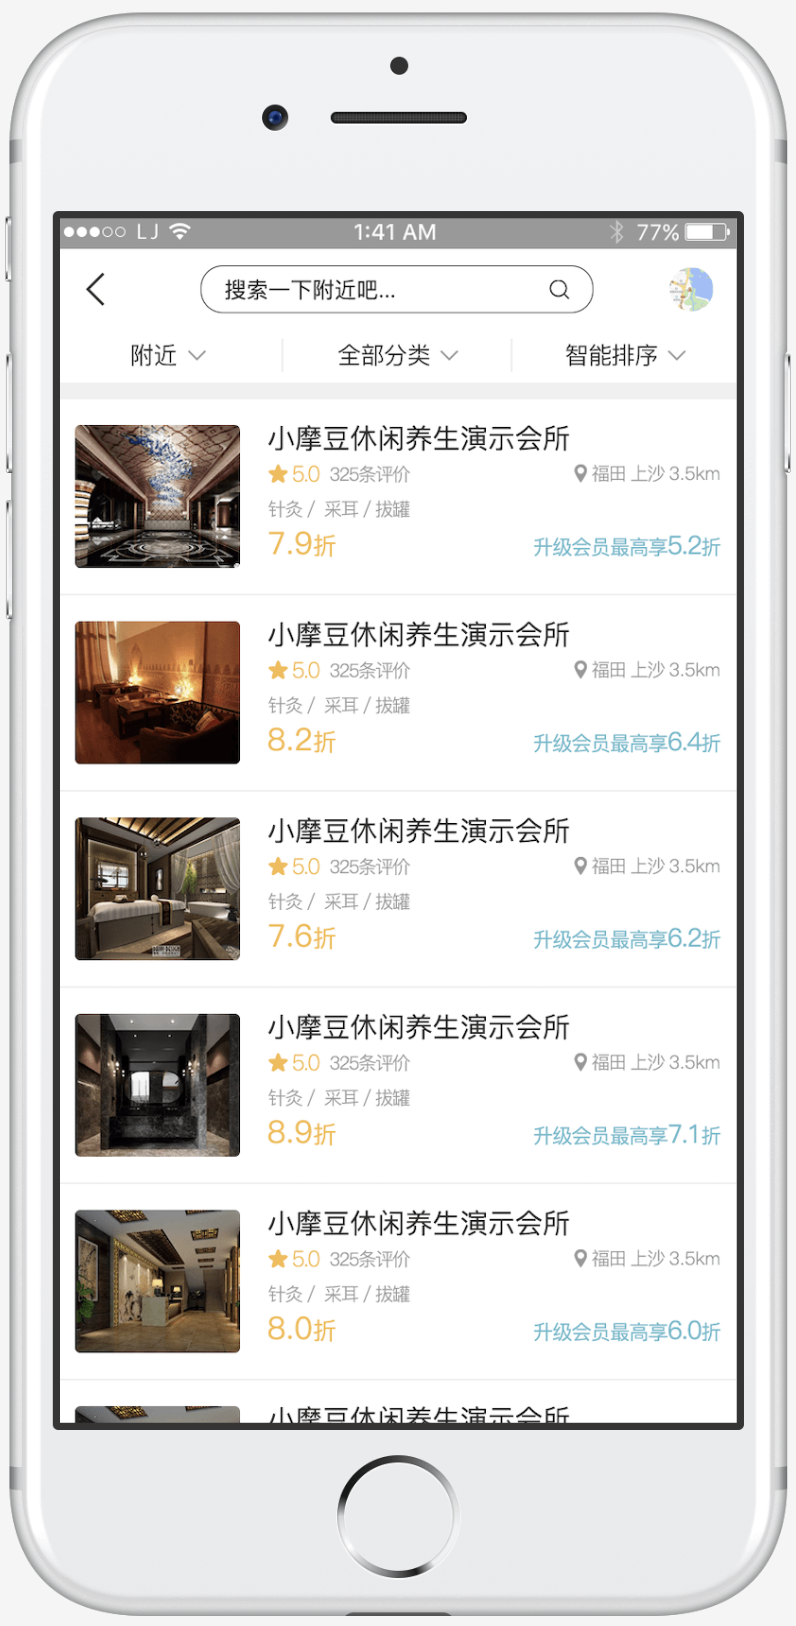 LJ 1:41 AM 77%
搜索一下附近吧...
附近 全部分类 智能排序
小摩豆休闲养生演示会所
5.0 325条评价 福田 上沙 3.5km
针灸 / 采耳 / 拔罐
7.9折 升级会员最高享5.2折
小摩豆休闲养生演示会所
5.0 325条评价 福田 上沙 3.5km
针灸 / 采耳 / 拔罐
8.2折 升级会员最高享6.4折
小摩豆休闲养生演示会所
5.0 325条评价 福田 上沙 3.5km
针灸 / 采耳 / 拔罐
7.6折 升级会员最高享6.2折
小摩豆休闲养生演示会所
5.0 325条评价 福田 上沙 3.5km
针灸 / 采耳 / 拔罐
8.9折 升级会员最高享7.1折
小摩豆休闲养生演示会所
5.0 325条评价 福田 上沙 3.5km
针灸 / 采耳 / 拔罐
8.0折 升级会员最高享6.0折
小摩豆休闲养生演示会所